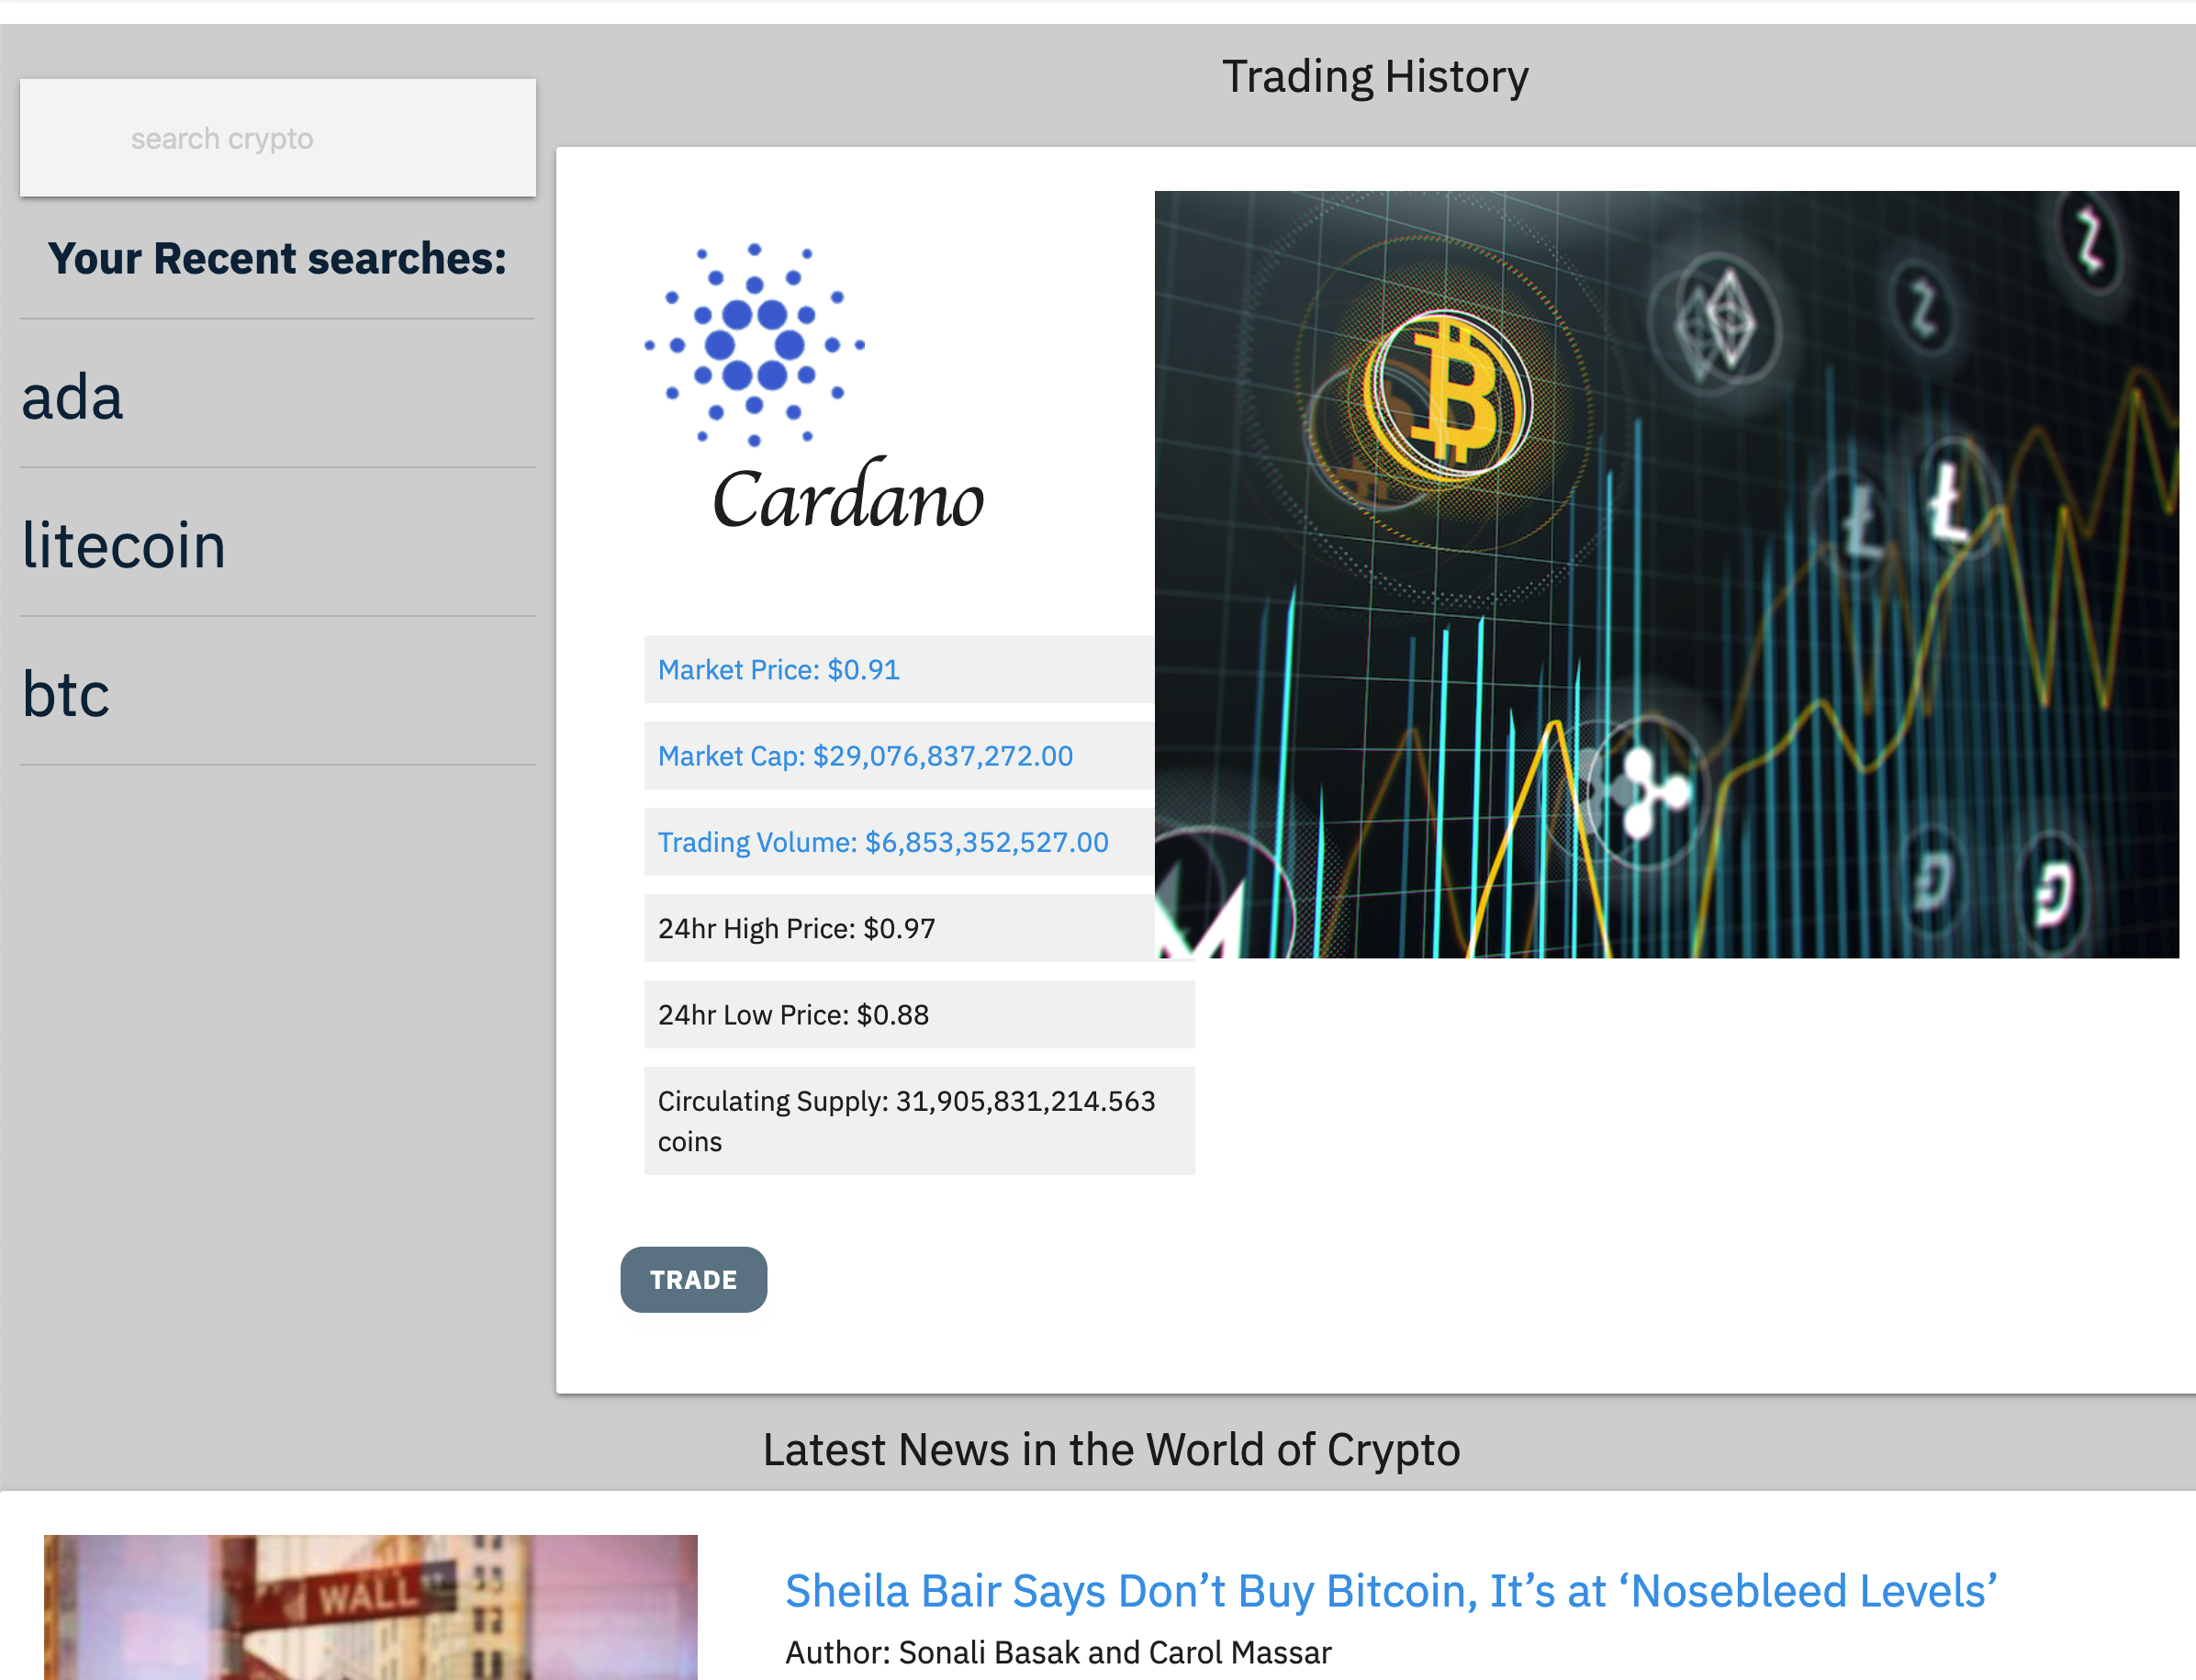 Trading History
search crypto
Your Recent searches:
ada
litecoin
btc
Cardano
Market Price: $0.91
Market Cap: $29,076,837,272.00
Trading Volume: $6,853,352,527.00
24hr High Price: $0.97
24hr Low Price: $0.88
Circulating Supply: 31,905,831,214.563
coins
TRADE
Latest News in the World of Crypto
WALL ST
Sheila Bair Says Don’t Buy Bitcoin, It’s at ‘Nosebleed Levels’
Author: Sonali Basak and Carol Massar